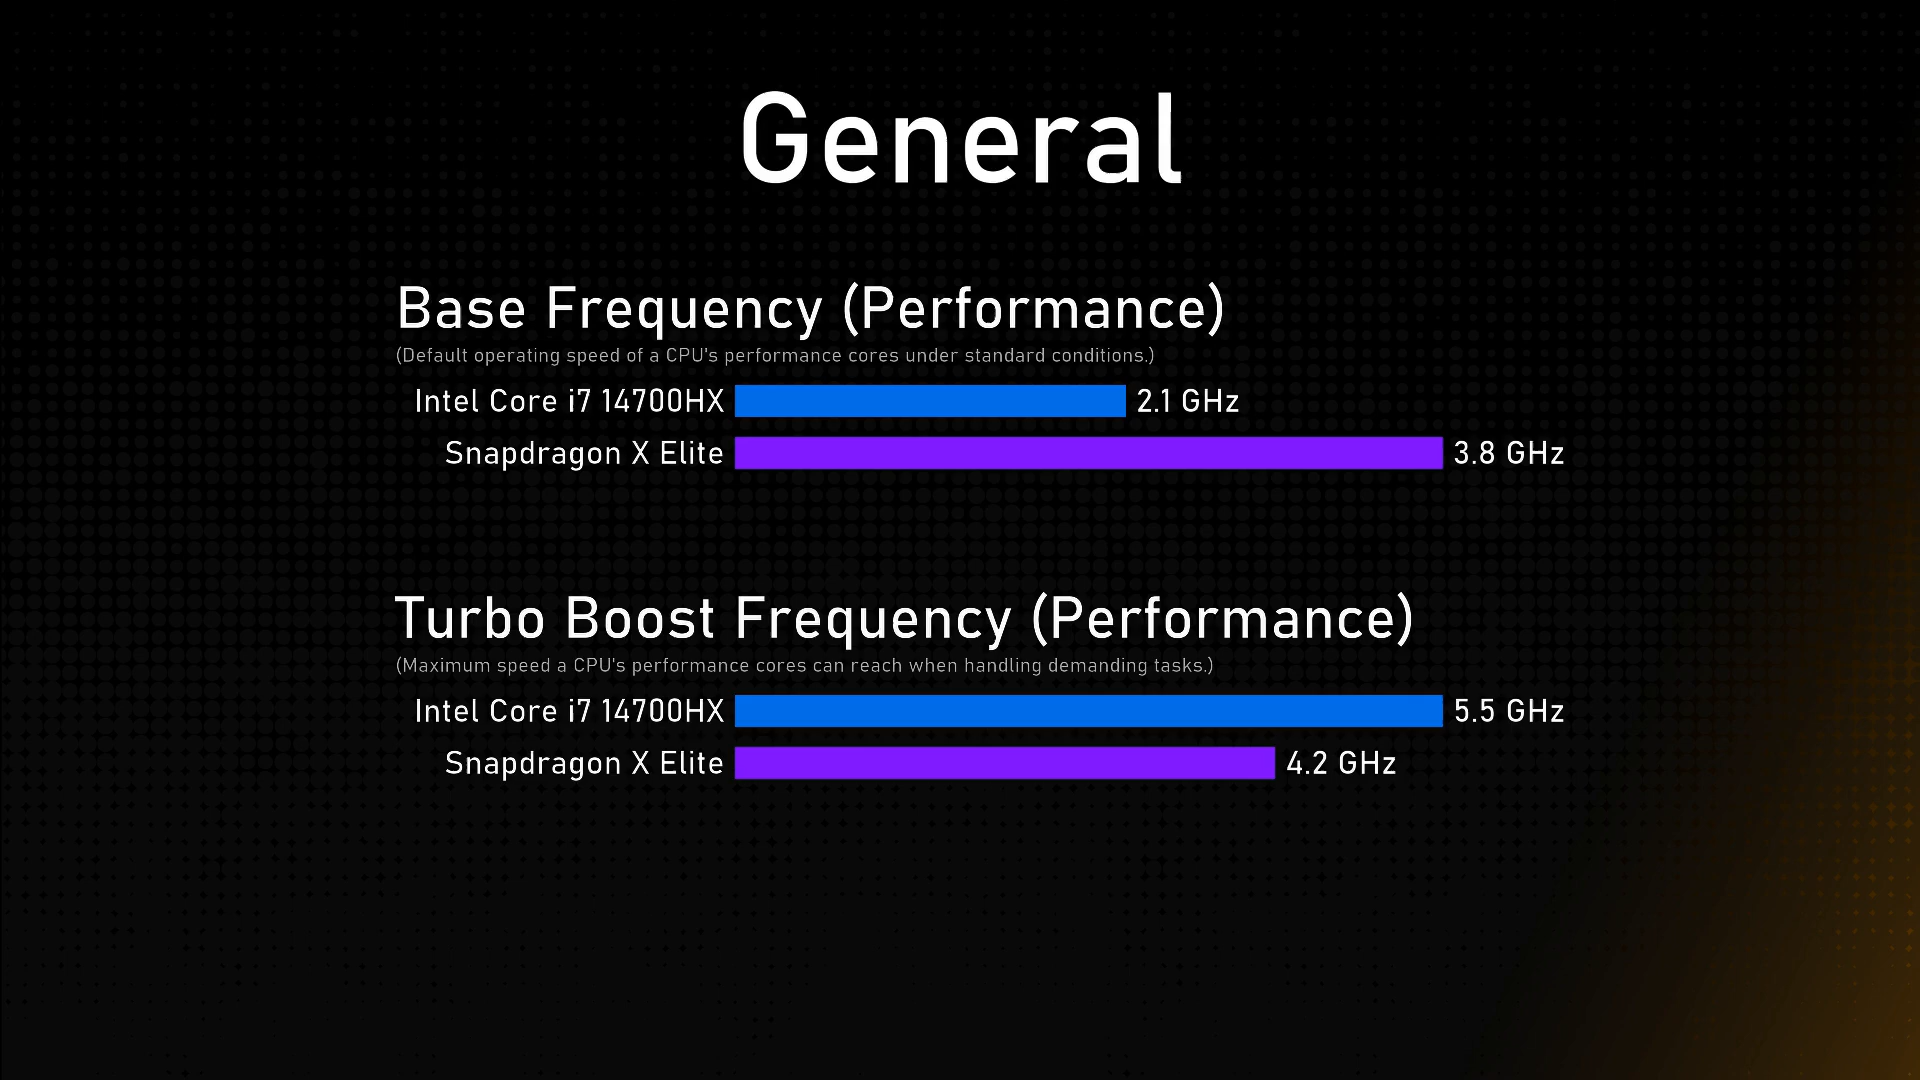 General
Base Frequency (Performance)
(Default operating speed of a CPU's performance cores under standard conditions.)
Intel Core i7 14700HX 2.1 GHz
Snapdragon X Elite 3.8 GHz
Turbo Boost Frequency (Performance)
(Maximum speed a CPU's performance cores can reach when handling demanding tasks.)
Intel Core i7 14700HX 5.5 GHz
Snapdragon X Elite 4.2 GHz